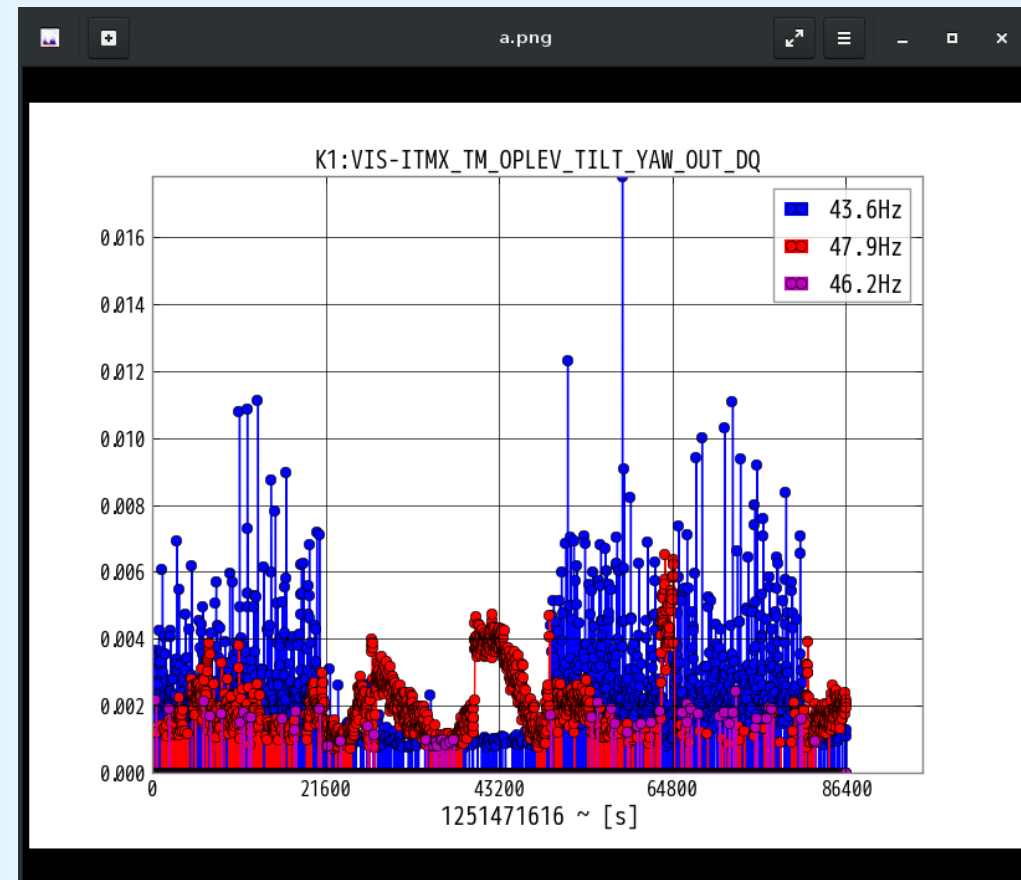 a.png
K1:VIS-ITMX_TM_OPLEV_TILT_YAW_OUT_DQ
43.6Hz
47.9Hz
46.2Hz
0.016
0.014
0.012
0.010
0.008
0.006
0.004
0.002
0.000
0 21600 43200 64800 86400
1251471616 ~ [s]